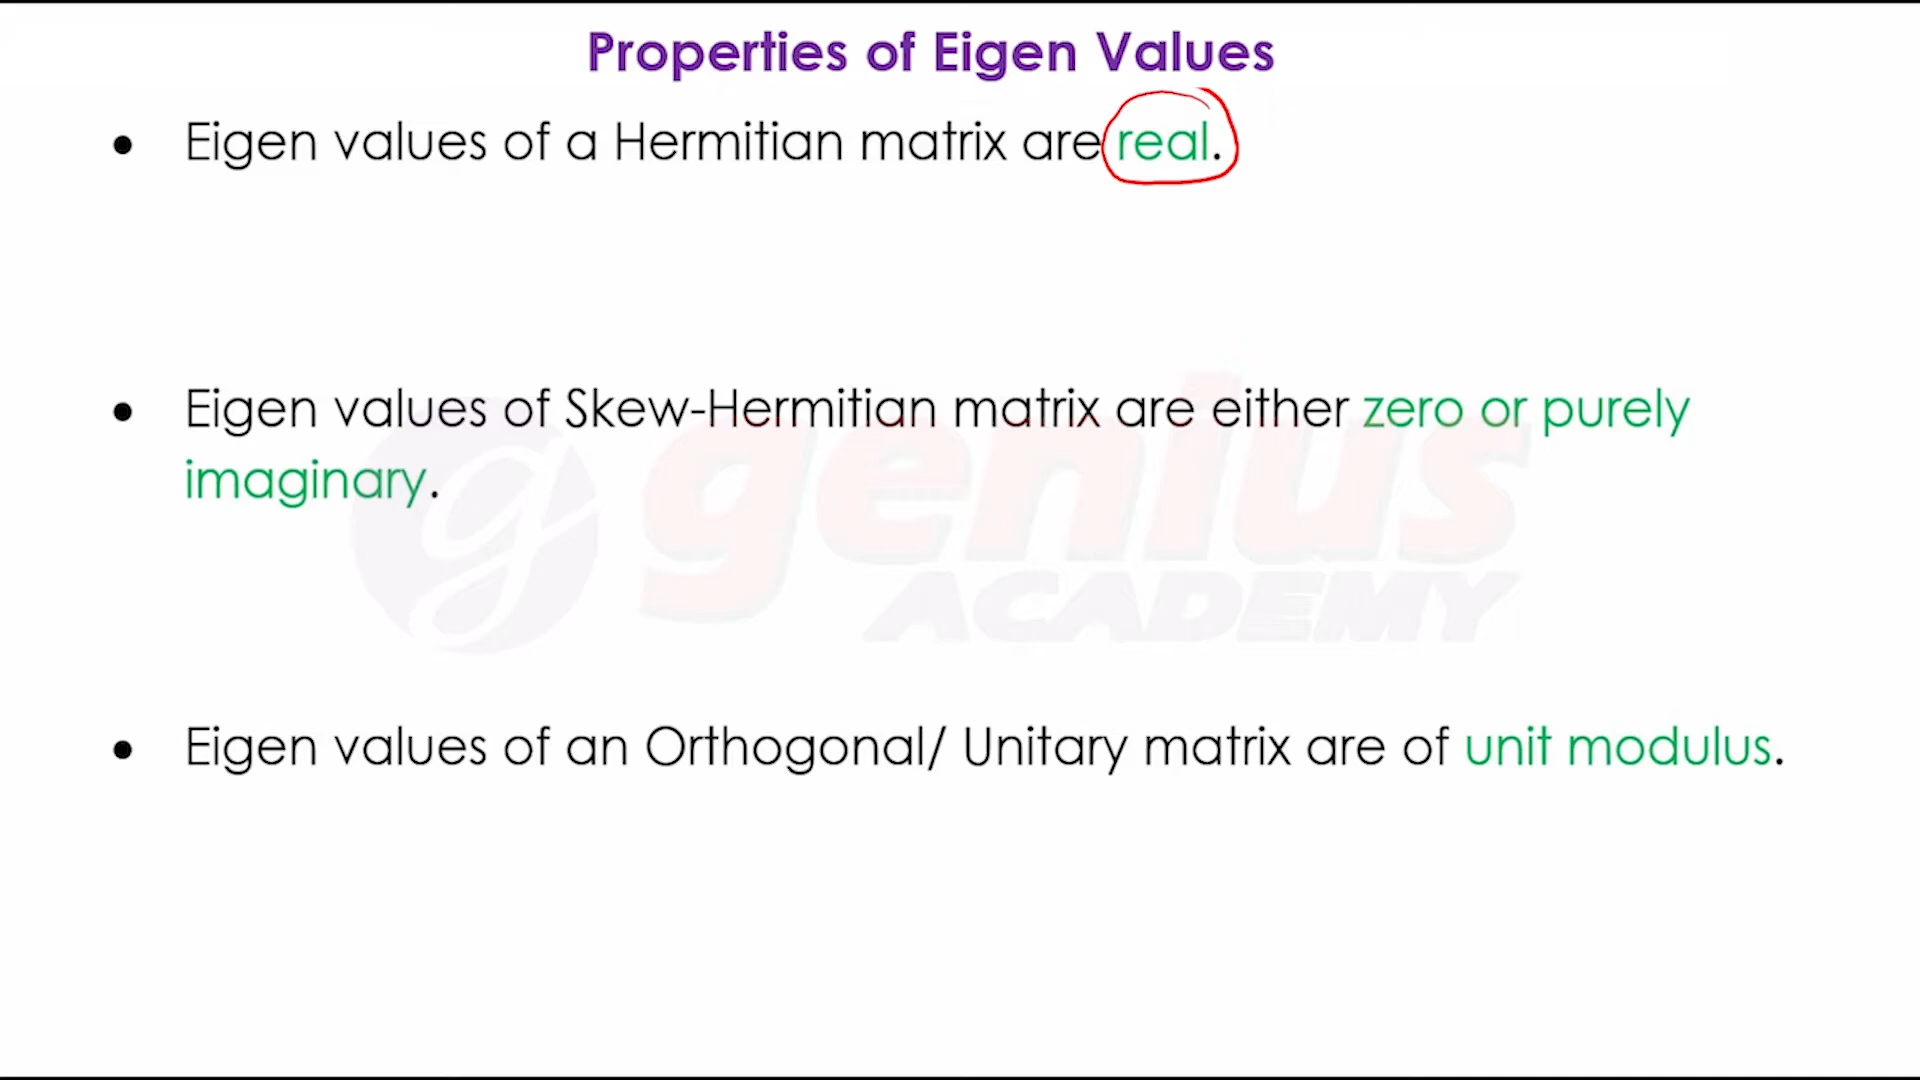 Properties of Eigen Values
● Eigen values of a Hermitian matrix are real.
● Eigen values of Skew-Hermitian matrix are either zero or purely
imaginary.
genius
ACADEMY
● Eigen values of an Orthogonal/ Unitary matrix are of unit modulus.